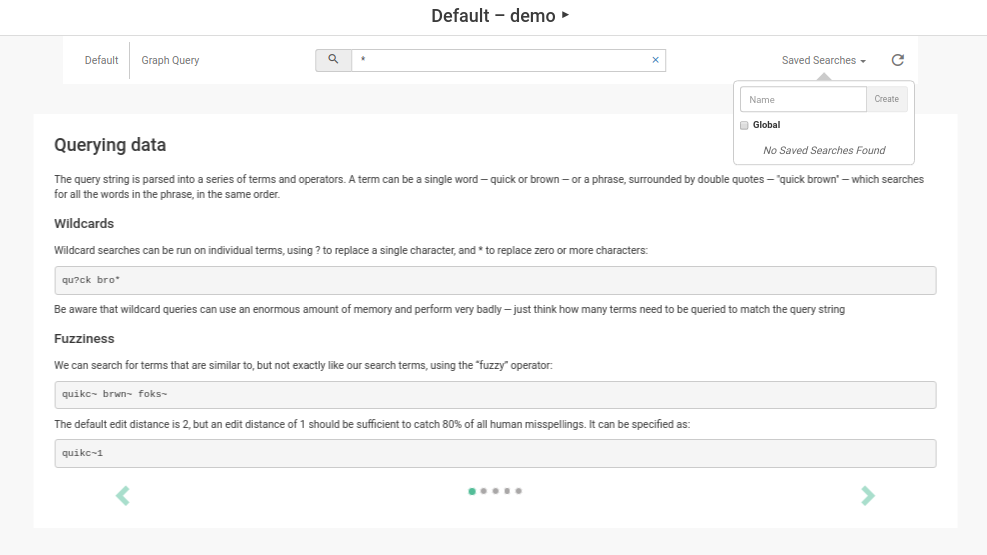 Default – demo ▸
Default
Graph Query
*
×
Saved Searches
Name
Create
Global
No Saved Searches Found
Querying data
The query string is parsed into a series of terms and operators. A term can be a single word — quick or brown — or a phrase, surrounded by double quotes — "quick brown" — which searches
for all the words in the phrase, in the same order.
Wildcards
Wildcard searches can be run on individual terms, using ? to replace a single character, and * to replace zero or more characters:
qu?ck bro*
Be aware that wildcard queries can use an enormous amount of memory and perform very badly — just think how many terms need to be queried to match the query string
Fuzziness
We can search for terms that are similar to, but not exactly like our search terms, using the “fuzzy” operator:
quikc~ brwn~ foks~
The default edit distance is 2, but an edit distance of 1 should be sufficient to catch 80% of all human misspellings. It can be specified as:
quikc~1